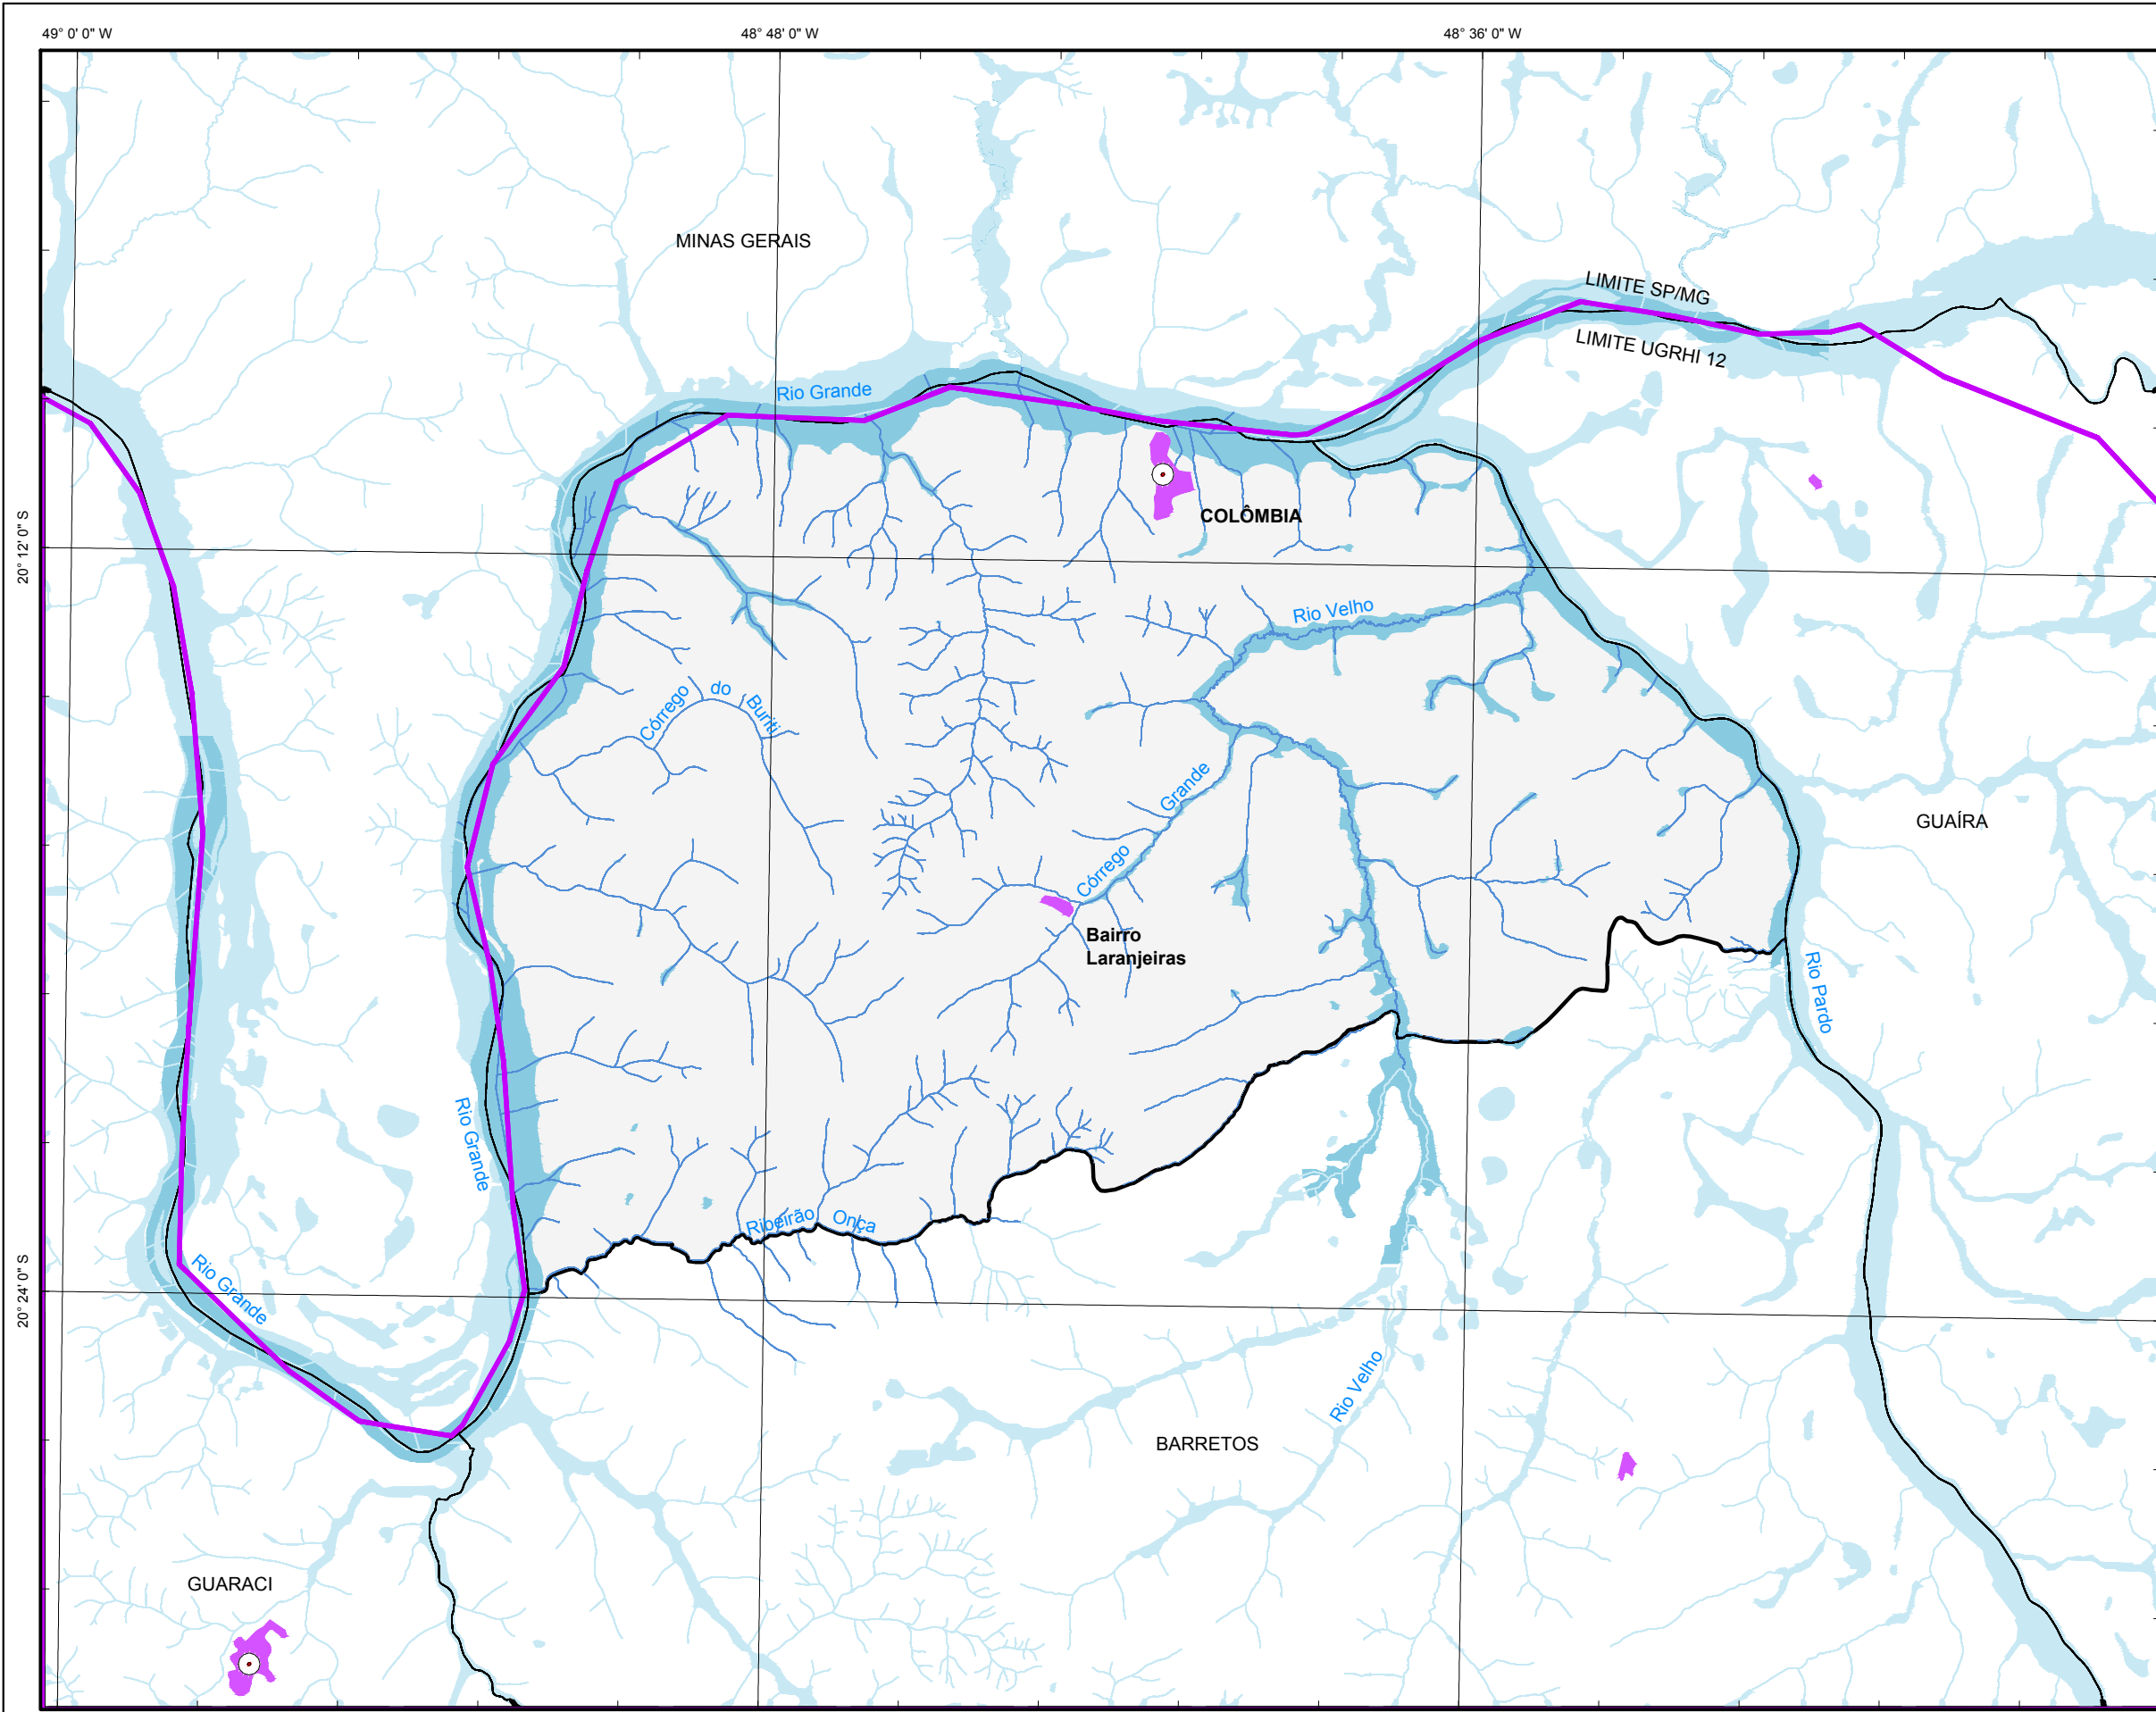 49° 0' 0" W
48° 48' 0" W
48° 36' 0" W
MINAS GERAIS
LIMITE SP/MG
LIMITE UGRHI 12
Rio Grande
COLÔMBIA
20° 12' 0" S
Rio Velho
Córrego do Buriti
Córrego Grande
GUAÍRA
Bairro
Laranjeiras
Rio Pardo
Rio Grande
Ribeirão Onça
Rio Grande
20° 24' 0" S
Rio Velho
BARRETOS
GUARACI